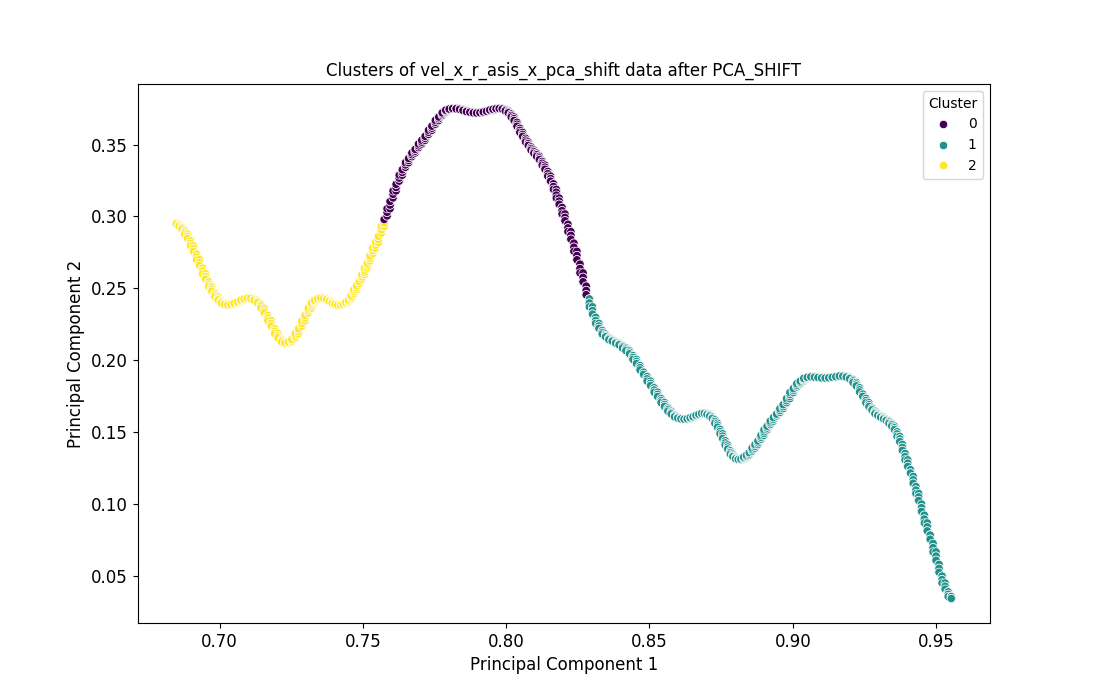 Clusters of vel_x_r_asis_x_pca_shift data after PCA_SHIFT
Cluster
0
1
2
0.35
0.30
0.25
0.20
0.15
0.10
0.05
Principal Component 2
0.70 0.75 0.80 0.85 0.90 0.95
Principal Component 1